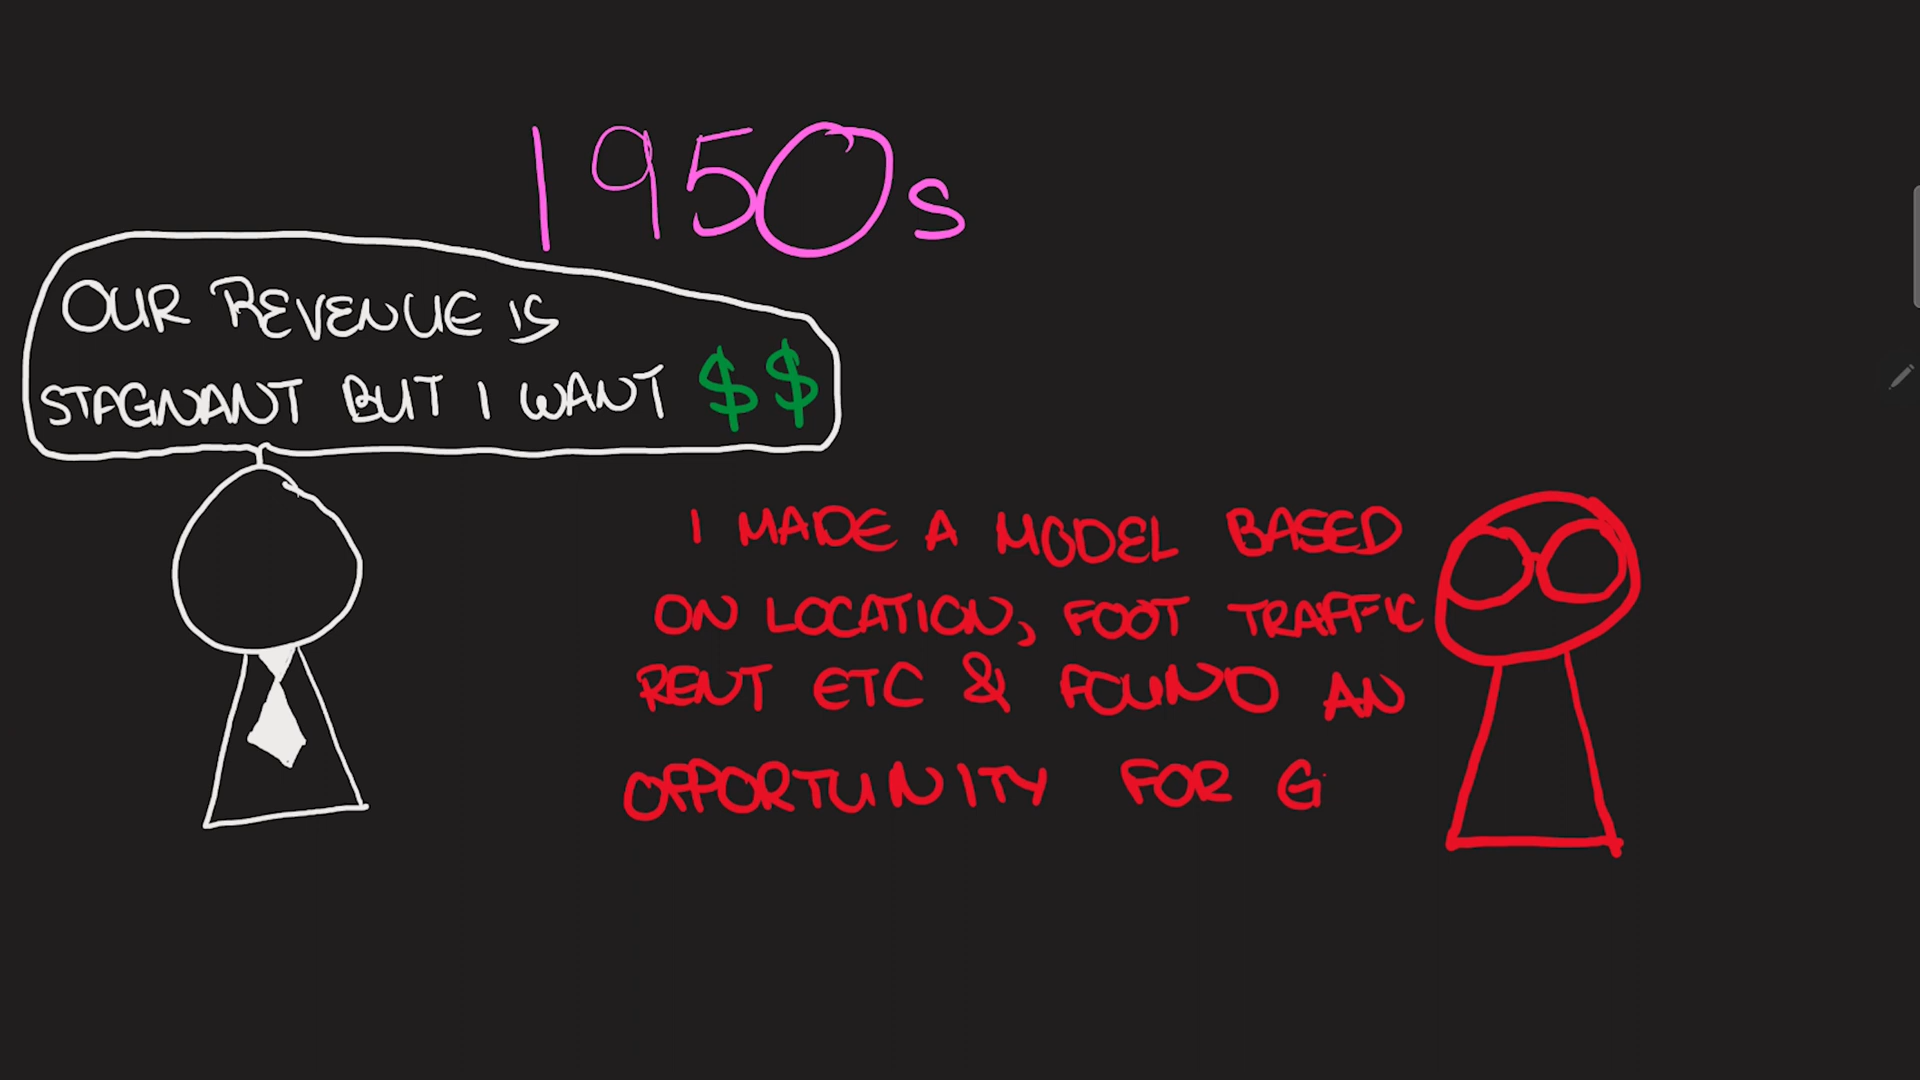 1950s
OUR REVENUE IS
STAGNANT BUT I WANT $$
I MADE A MODEL BASED
ON LOCATION, FOOT TRAFFIC
RENT ETC & FOUND AN
OPPORTUNITY FOR G